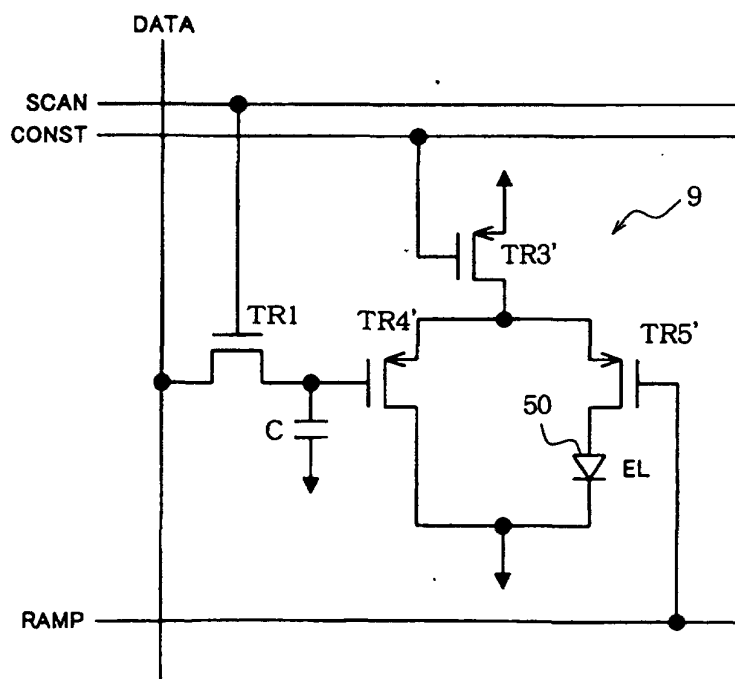 DATA
SCAN
CONST
9
TR3'
TR1
TR4'
TR5'
50
C
EL
RAMP